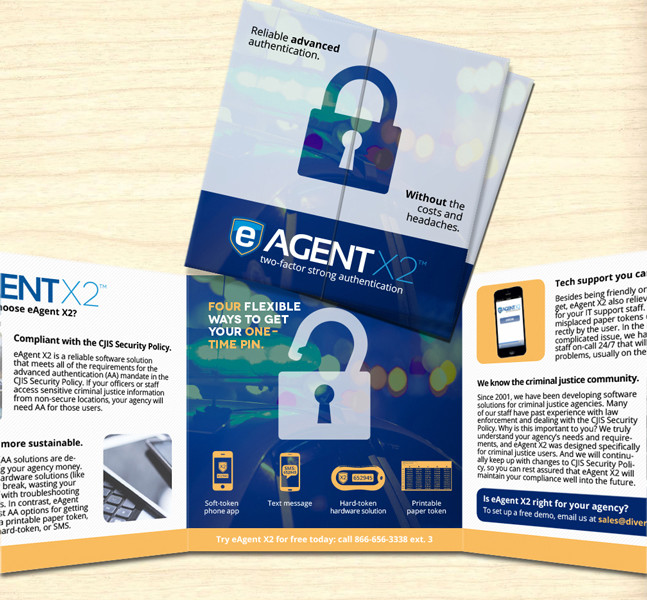 Reliable advanced
authentication.
Without the
costs and
headaches.
e AGENT X2™
two-factor strong authentication
ENT X2™
hoose eAgent X2?
Compliant with the CJIS Security Policy.
eAgent X2 is a reliable software solution
that meets all of the requirements for the
advanced authentication (AA) mandate in the
CJIS Security Policy. If your officers or staff
access sensitive criminal justice information
from non-secure locations, your agency will
need AA for those users.
more sustainable.
AA solutions are de-
g your agency money.
ardware solutions (like
break, wasting your
with troubleshooting
s. In contrast, eAgent
st AA options for getting
a printable paper token,
ard-token, or SMS.
FOUR FLEXIBLE
WAYS TO GET
YOUR ONE-
TIME PIN.
SMS
X2 652945
Soft-token
phone app
Text message
Hard-token
hardware solution
Printable
paper token
Try eAgent X2 for free today: call 866-656-3338 ext. 3
Tech support you ca
Besides being friendly on
get, eAgent X2 also reliev
for your IT support staff.
misplaced paper tokens
rectly by the user. In the
complicated issue, we ha
staff on-call 24/7 that will
problems, usually on the
We know the criminal justice community.
Since 2001, we have been developing software
solutions for criminal justice agencies. Many
of our staff have past experience with law
enforcement and dealing with the CJIS Security
Policy. Why is this important to you? We truly
understand your agency's needs and require-
ments, and eAgent X2 was designed specifically
for criminal justice users. And we will continu-
ally keep up with changes to CJIS Security Poli-
cy, so you can rest assured that eAgent X2 will
maintain your compliance well into the future.
Is eAgent X2 right for your agency?
To set up a free demo, email us at sales@diver